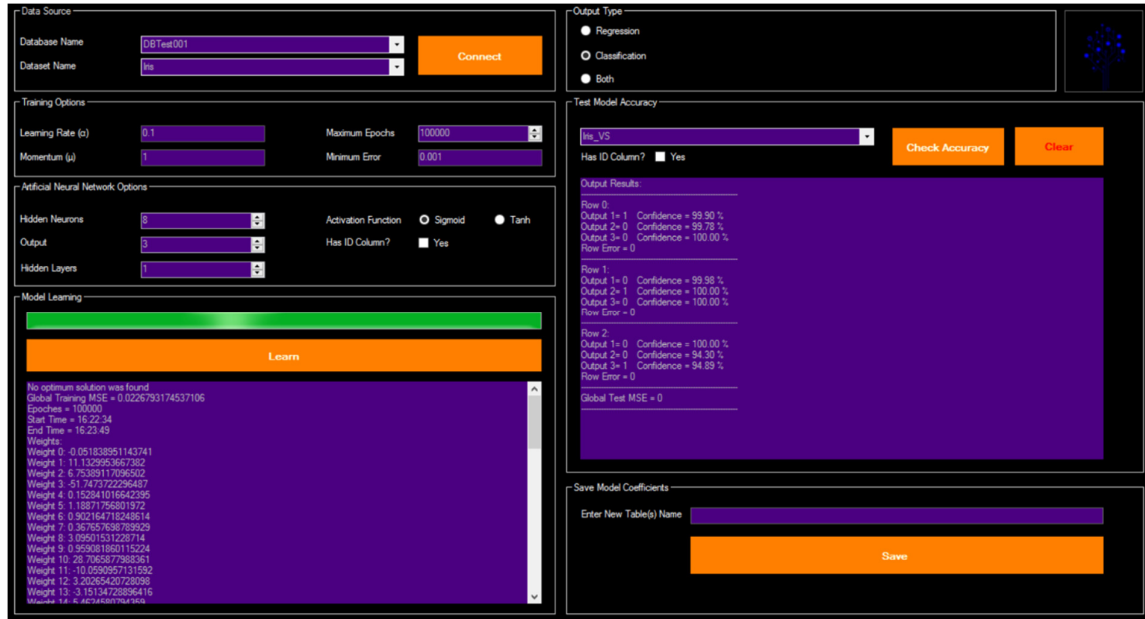 Data Source
Database Name
DBTest001
Dataset Name
Iris
Connect
Training Options
Learning Rate (α)
0.1
Maximum Epochs
100000
Momentum (μ)
1
Minimum Error
0.001
Artificial Neural Network Options
Hidden Neurons
8
Activation Function
Sigmoid
Tanh
Output
3
Has ID Column?
Yes
Hidden Layers
1
Model Learning
Learn
No optimum solution was found
Global Training MSE = 0.0226793174537106
Epoches = 100000
Start Time = 16:22:34
End Time = 16:23:49
Weights:
Weight 0: -0.051838951143741
Weight 1: 11.1329953667382
Weight 2: 6.75389117096502
Weight 3: -51.7473722296487
Weight 4: 0.152841016642395
Weight 5: 1.18871756801972
Weight 6: 0.902164718248614
Weight 7: 0.367657698789929
Weight 8: 3.09501531228714
Weight 9: 0.959081860115224
Weight 10: 28.7065877988361
Weight 11: -10.0590957131592
Weight 12: 3.20265420728098
Weight 13: -3.15134728896416
Weight 14: 5.4624580794359
Output Type
Regression
Classification
Both
Test Model Accuracy
Iris_VS
Has ID Column?
Yes
Check Accuracy
Clear
Output Results:
Row 0:
Output 1= 1 Confidence = 99.90 %
Output 2= 0 Confidence = 99.78 %
Output 3= 0 Confidence = 100.00 %
Row Error = 0
Row 1:
Output 1= 0 Confidence = 99.98 %
Output 2= 1 Confidence = 100.00 %
Output 3= 0 Confidence = 100.00 %
Row Error = 0
Row 2:
Output 1= 0 Confidence = 100.00 %
Output 2= 0 Confidence = 94.30 %
Output 3= 1 Confidence = 94.89 %
Row Error = 0
Global Test MSE = 0
Save Model Coefficients
Enter New Table(s) Name
Save